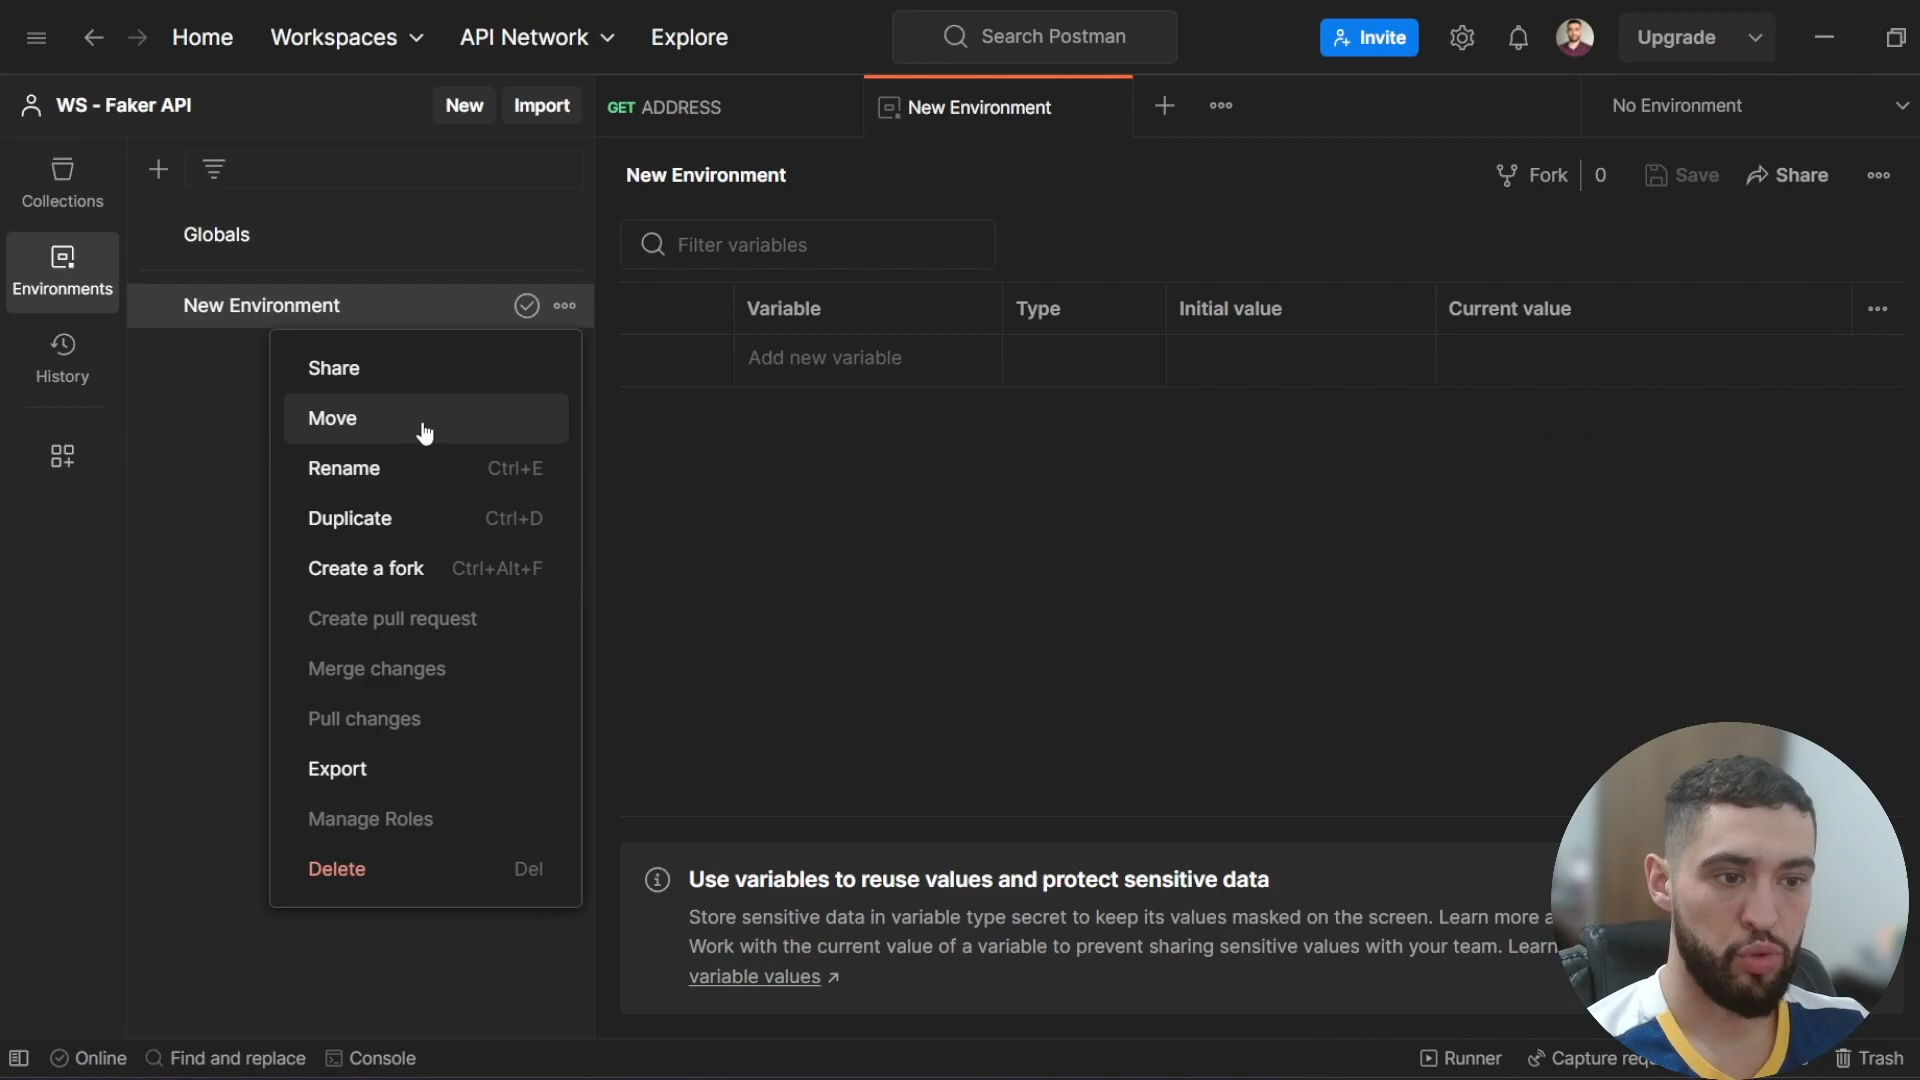 Home
Workspaces
API Network
Explore
Search Postman
Invite
Upgrade
WS - Faker API
New
Import
GET ADDRESS
New Environment
No Environment
Collections
Environments
History
Globals
New Environment
Share
Move
Rename Ctrl+E
Duplicate Ctrl+D
Create a fork Ctrl+Alt+F
Create pull request
Merge changes
Pull changes
Export
Manage Roles
Delete Del
New Environment
Fork 0
Save
Share
Filter variables
Variable Type Initial value Current value
Add new variable
Use variables to reuse values and protect sensitive data
Store sensitive data in variable type secret to keep its values masked on the screen. Learn more
Work with the current value of a variable to prevent sharing sensitive values with your team. Learn
variable values
Online
Find and replace
Console
Runner
Capture
Trash